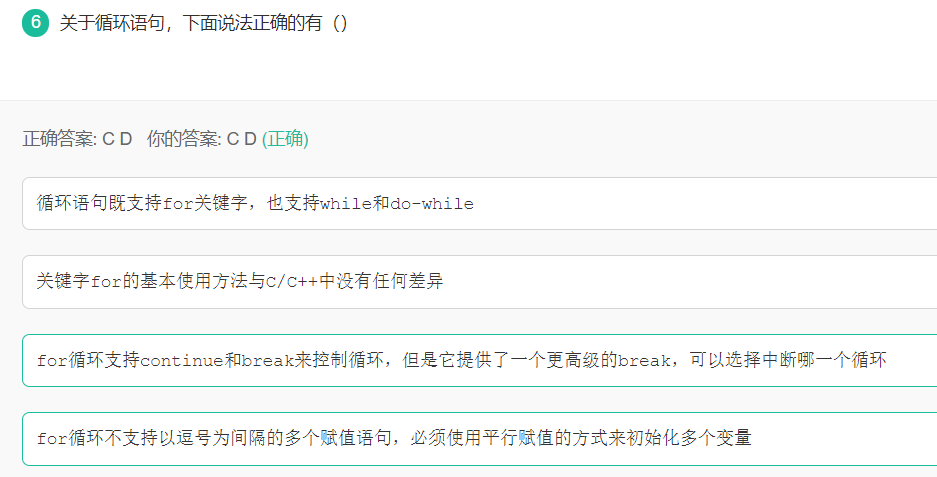 6 关于循环语句，下面说法正确的有（）
正确答案: C D 你的答案: C D (正确)
循环语句既支持for关键字，也支持while和do-while
关键字for的基本使用方法与C/C++中没有任何差异
for循环支持continue和break来控制循环，但是它提供了一个更高级的break，可以选择中断哪一个循环
for循环不支持以逗号为间隔的多个赋值语句，必须使用平行赋值的方式来初始化多个变量